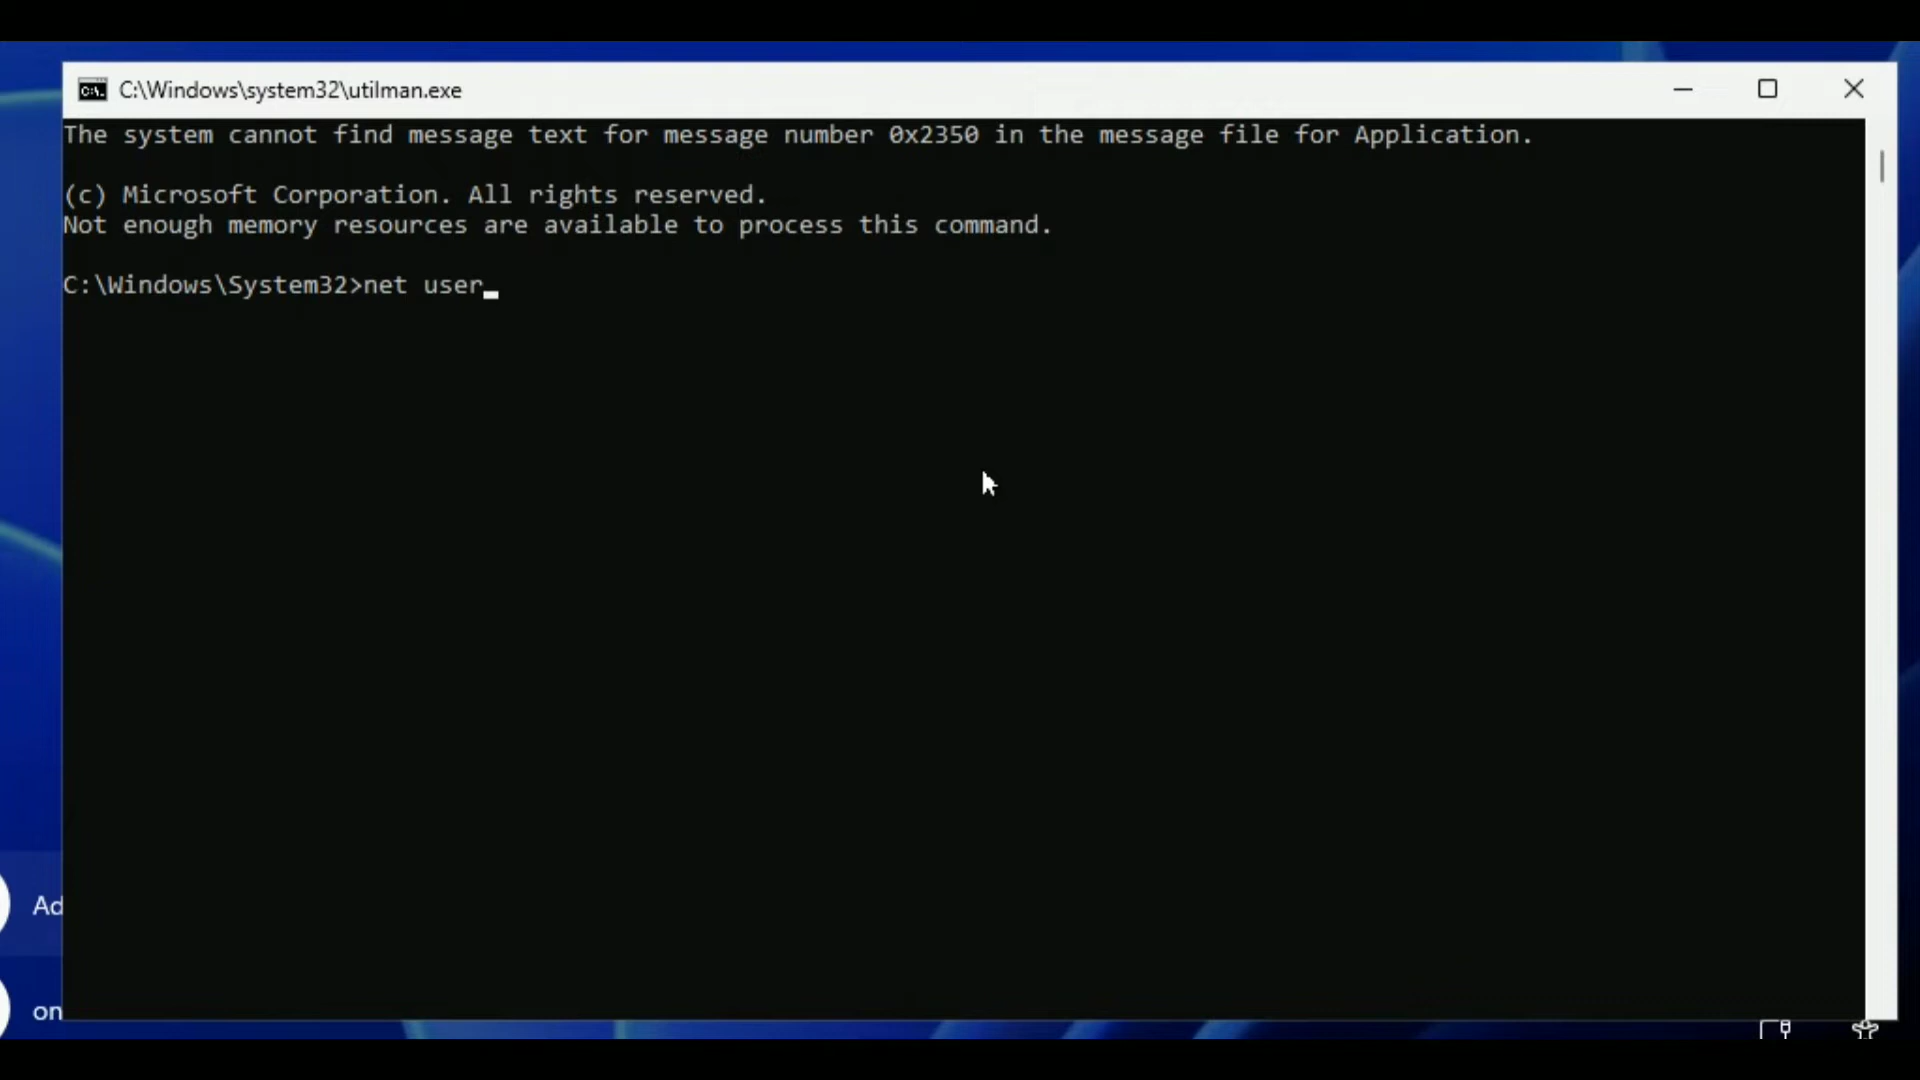 C:\Windows\system32\utilman.exe
The system cannot find message text for message number 0x2350 in the message file for Application.
(c) Microsoft Corporation. All rights reserved.
Not enough memory resources are available to process this command.
C:\Windows\System32>net user
Ad
on